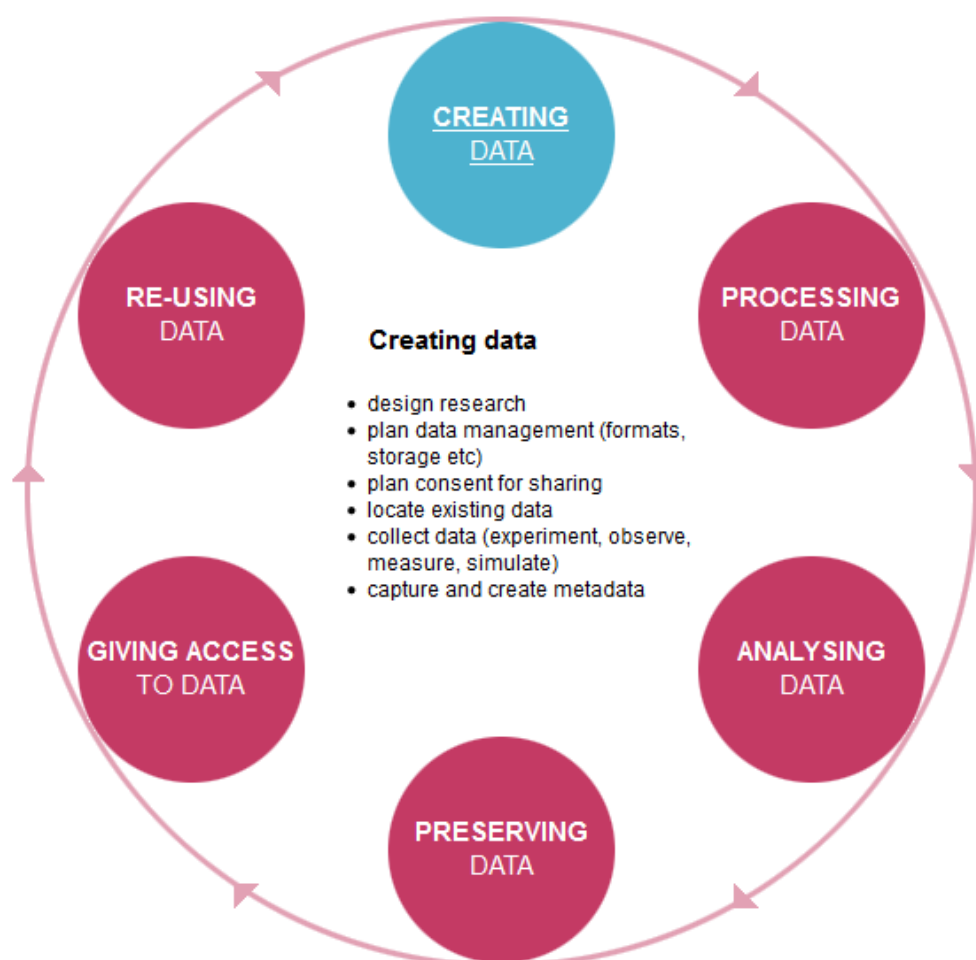 CREATING
DATA
RE-USING
DATA
PROCESSING
DATA
Creating data
• design research
• plan data management (formats,
storage etc)
• plan consent for sharing
• locate existing data
• collect data (experiment, observe,
measure, simulate)
• capture and create metadata
GIVING ACCESS
TO DATA
ANALYSING
DATA
PRESERVING
DATA